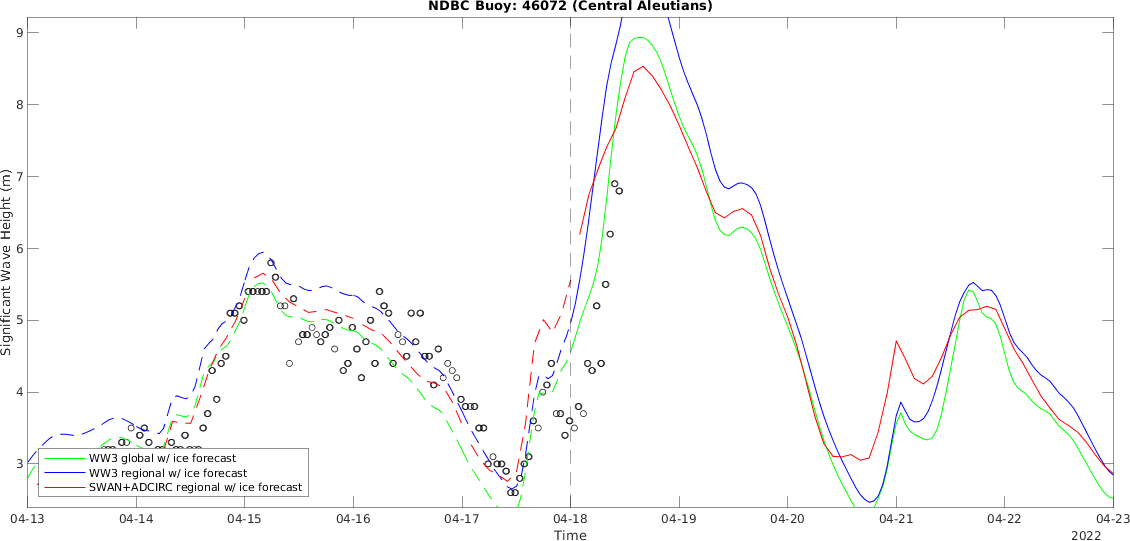 NDBC Buoy: 46072 (Central Aleutians)
9
8
7
6
5
4
3
Significant Wave Height (m)
WW3 global w/ ice forecast
WW3 regional w/ ice forecast
SWAN+ADCIRC regional w/ ice forecast
04-13 04-14 04-15 04-16 04-17 04-18 04-19 04-20 04-21 04-22 04-23
Time
2022